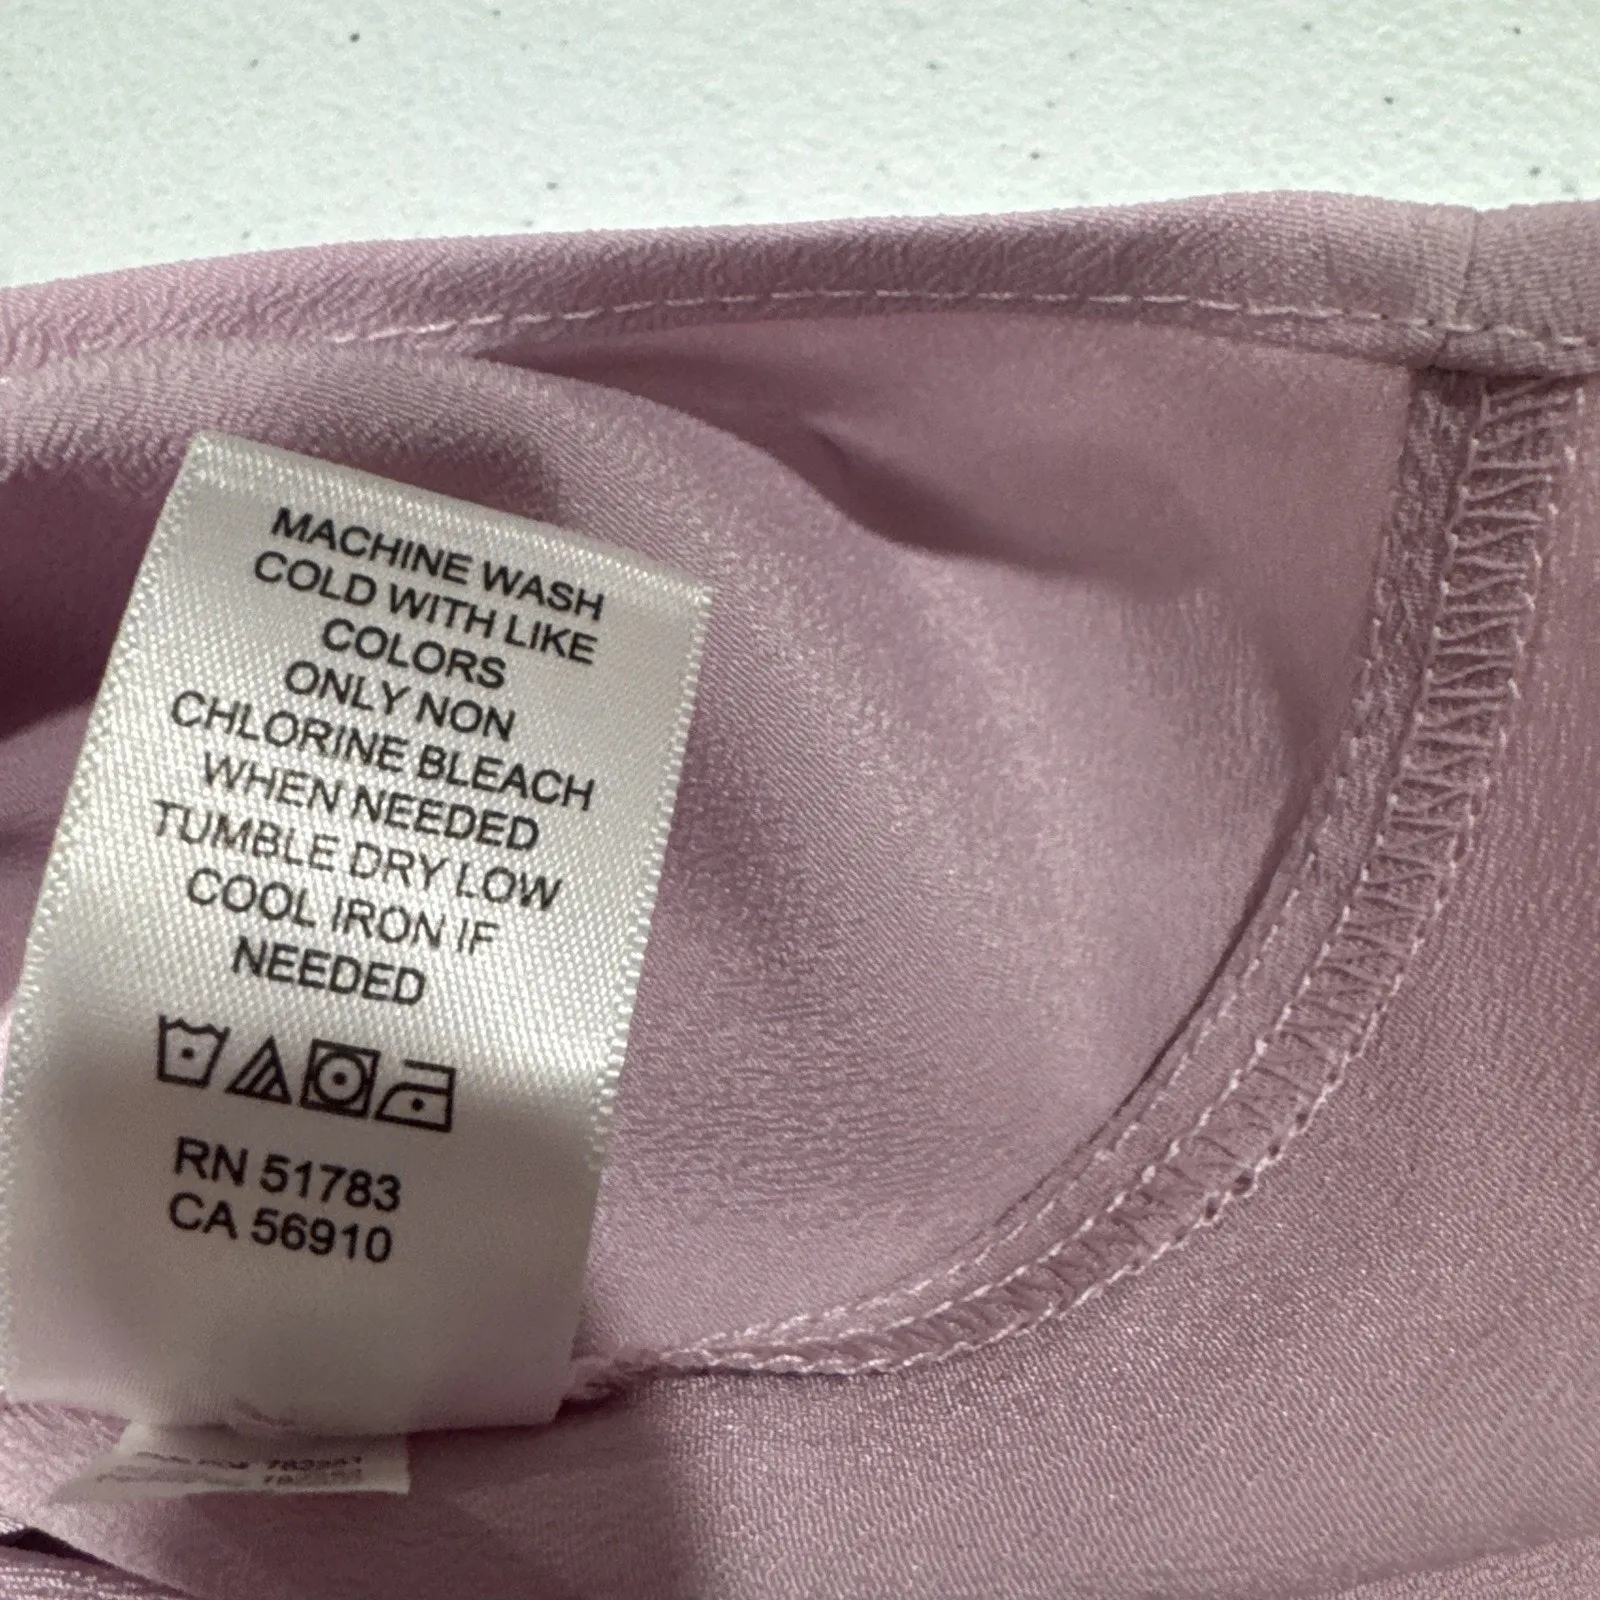 MACHINE WASH
COLD WITH LIKE
COLORS
ONLY NON
CHLORINE BLEACH
WHEN NEEDED
TUMBLE DRY LOW
COOL IRON IF
NEEDED
RN 51783
CA 56910